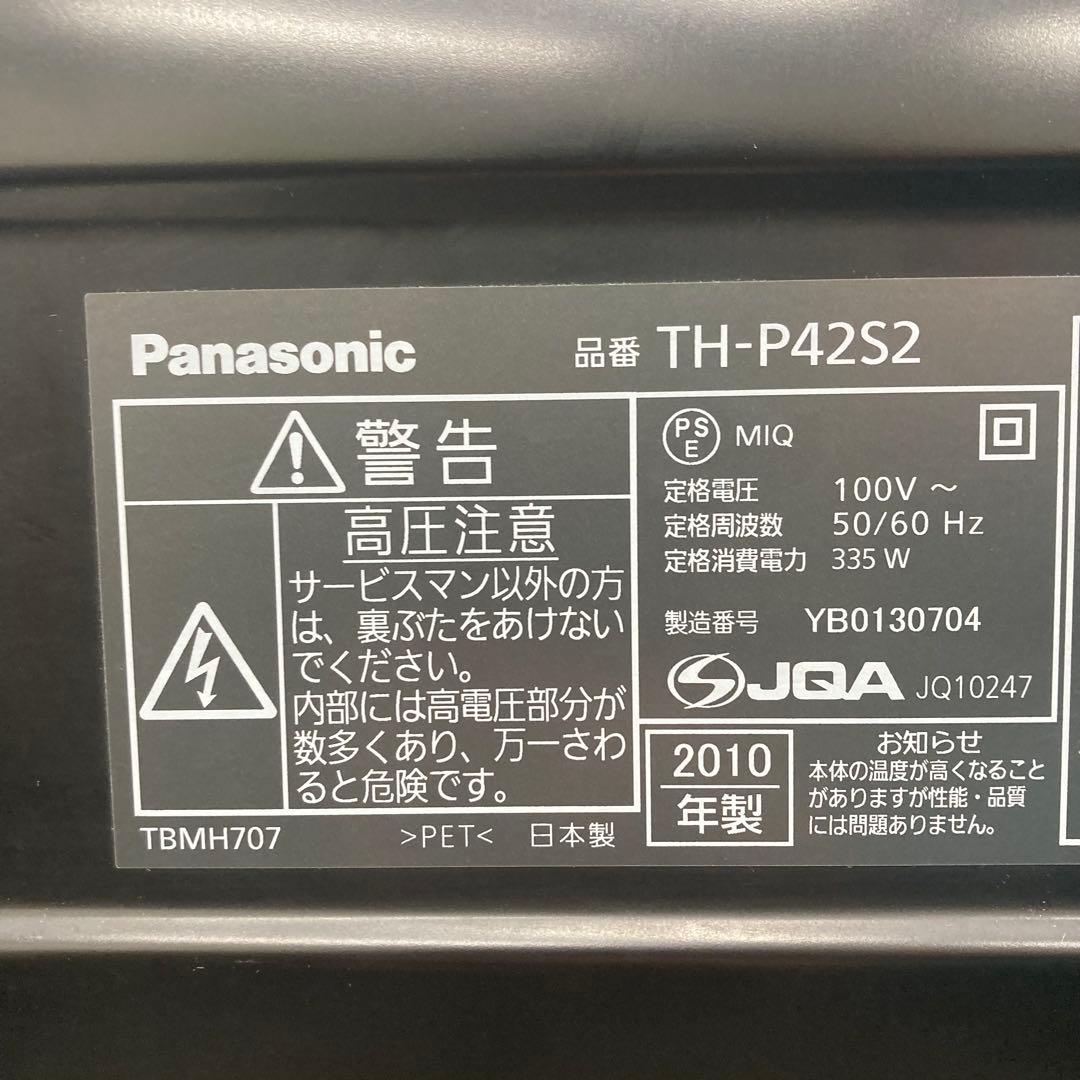 Panasonic 品番 TH-P42S2
警告
高圧注意
サービスマン以外の方
は、裏ぶたをあけない
でください。
内部には高電圧部分が
数多くあり、万一さわ
ると危険です。
PSE MIQ
定格電圧 100V ～
定格周波数 50/60 Hz
定格消費電力 335 W
製造番号 YB0130704
JQA JQ10247
2010
年製
お知らせ
本体の温度が高くなること
がありますが性能・品質
には問題ありません。
TBMH707 >PET< 日本製